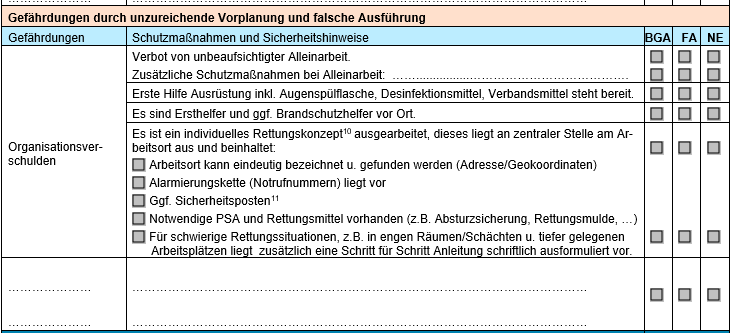 Gefährdungen durch unzureichende Vorplanung und falsche Ausführung
Gefährdungen Schutzmaßnahmen und Sicherheitshinweise BGA FA NE
Verbot von unbeaufsichtigter Alleinarbeit.
Zusätzliche Schutzmaßnahmen bei Alleinarbeit: ……..................…………………………………
Erste Hilfe Ausrüstung inkl. Augenspülflasche, Desinfektionsmittel, Verbandsmittel steht bereit.
Es sind Ersthelfer und ggf. Brandschutzhelfer vor Ort.
Organisationsver-
schulden
Es ist ein individuelles Rettungskonzept¹⁰ ausgearbeitet, dieses liegt an zentraler Stelle am Ar-
beitsort aus und beinhaltet:
Arbeitsort kann eindeutig bezeichnet u. gefunden werden (Adresse/Geokoordinaten)
Alarmierungskette (Notrufnummern) liegt vor
Ggf. Sicherheitsposten¹¹
Notwendige PSA und Rettungsmittel vorhanden (z.B. Absturzsicherung, Rettungsmulde, …)
Für schwierige Rettungssituationen, z.B. in engen Räumen/Schächten u. tiefer gelegenen
Arbeitsplätzen liegt zusätzlich eine Schritt für Schritt Anleitung schriftlich ausformuliert vor.
………………… ……………………………………………………………………………………………
………………… ……………………………………………………………………………………………